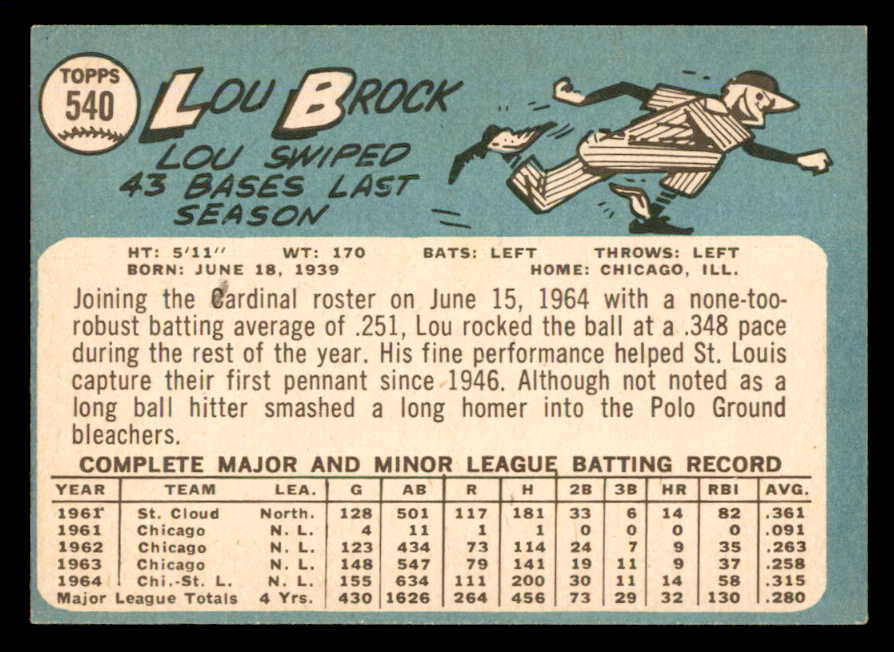 TOPPS
540
LOU BROCK
LOU SWIPED
43 BASES LAST
SEASON
HT: 5'11" WT: 170 BATS: LEFT THROWS: LEFT
BORN: JUNE 18, 1939 HOME: CHICAGO, ILL.
Joining the Cardinal roster on June 15, 1964 with a none-too-
robust batting average of .251, Lou rocked the ball at a .348 pace
during the rest of the year. His fine performance helped St. Louis
capture their first pennant since 1946. Although not noted as a
long ball hitter smashed a long homer into the Polo Ground
bleachers.
COMPLETE MAJOR AND MINOR LEAGUE BATTING RECORD
YEAR TEAM LEA. G AB R H 2B 3B HR RBI AVG.
1961 St. Cloud North. 128 501 117 181 33 6 14 82 .361
1961 Chicago N. L. 4 11 1 1 0 0 0 0 .091
1962 Chicago N. L. 123 434 73 114 24 7 9 35 .263
1963 Chicago N. L. 148 547 79 141 19 11 9 37 .258
1964 Chi.-St. L. N. L. 155 634 111 200 30 11 14 58 .315
Major League Totals 4 Yrs. 430 1626 264 456 73 29 32 130 .280